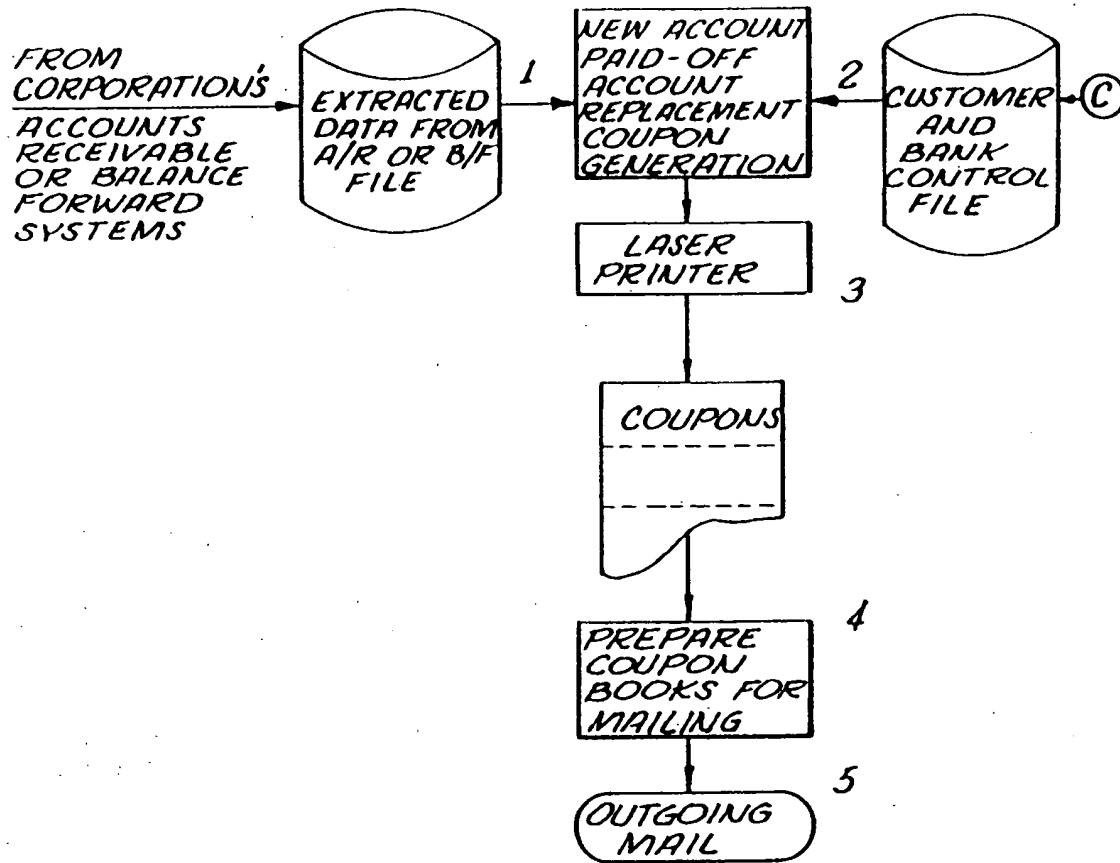 FROM
CORPORATION'S
ACCOUNTS
RECEIVABLE
OR BALANCE
FORWARD
SYSTEMS
EXTRACTED
DATA FROM
A/R OR B/F
FILE
1
NEW ACCOUNT
PAID-OFF
ACCOUNT
REPLACEMENT
COUPON
GENERATION
2
CUSTOMER
AND
BANK
CONTROL
FILE
C
LASER
PRINTER
3
COUPONS
4
PREPARE
COUPON
BOOKS FOR
MAILING
5
OUTGOING
MAIL